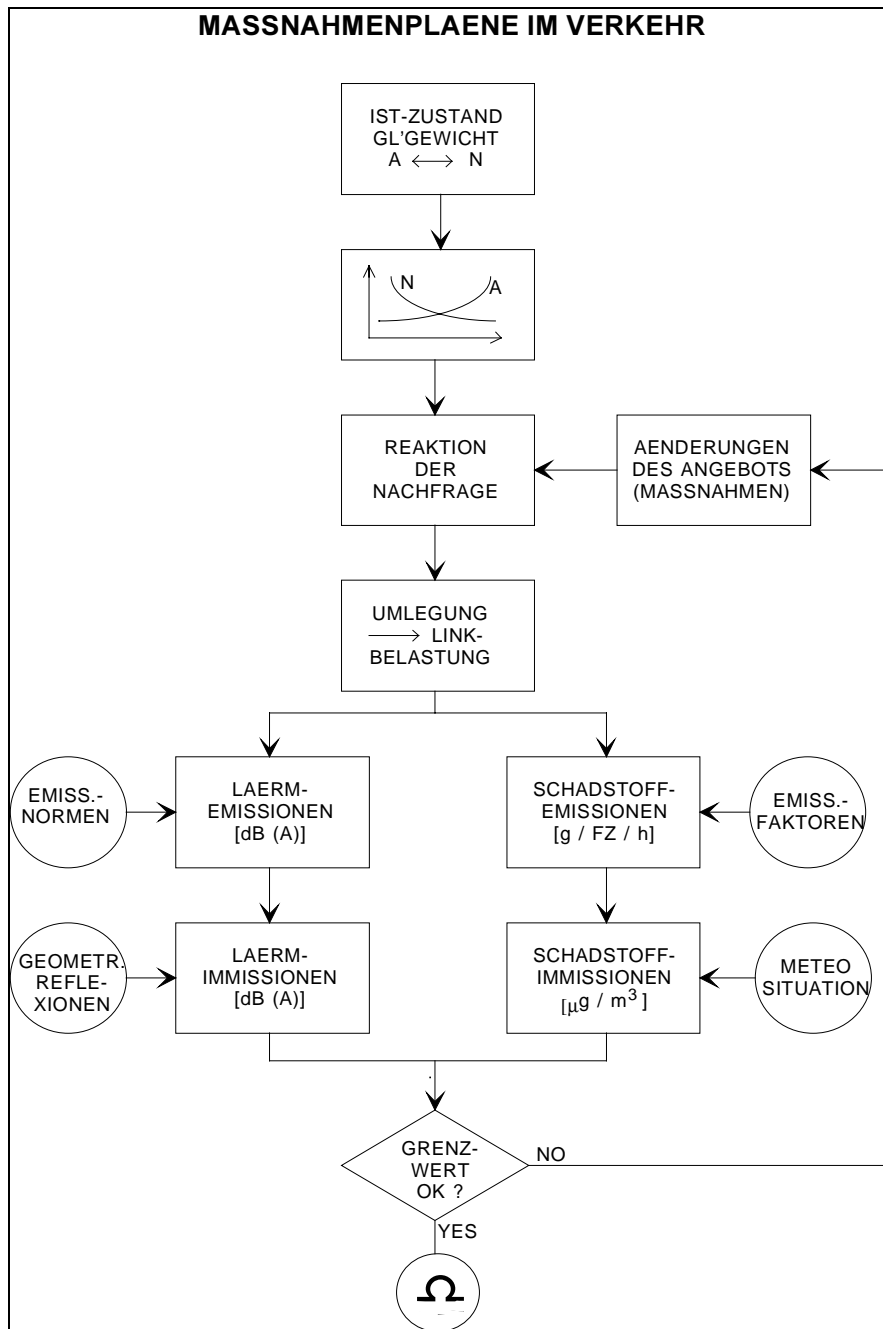 MASSNAHMENPLAENE IM VERKEHR
IST-ZUSTAND
GL'GEWICHT
A ⟷ N
N
A
REAKTION
DER
NACHFRAGE
AENDERUNGEN
DES ANGEBOTS
(MASSNAHMEN)
UMLEGUNG
⟶ LINK-
BELASTUNG
EMISS.-
NORMEN
LAERM-
EMISSIONEN
[dB (A)]
SCHADSTOFF-
EMISSIONEN
[g / FZ / h]
EMISS.-
FAKTOREN
GEOMETR.
REFLE-
XIONEN
LAERM-
IMMISSIONEN
[dB (A)]
SCHADSTOFF-
IMMISSIONEN
[μg / m³ ]
METEO
SITUATION
GRENZ-
WERT
OK ?
NO
YES
Ω